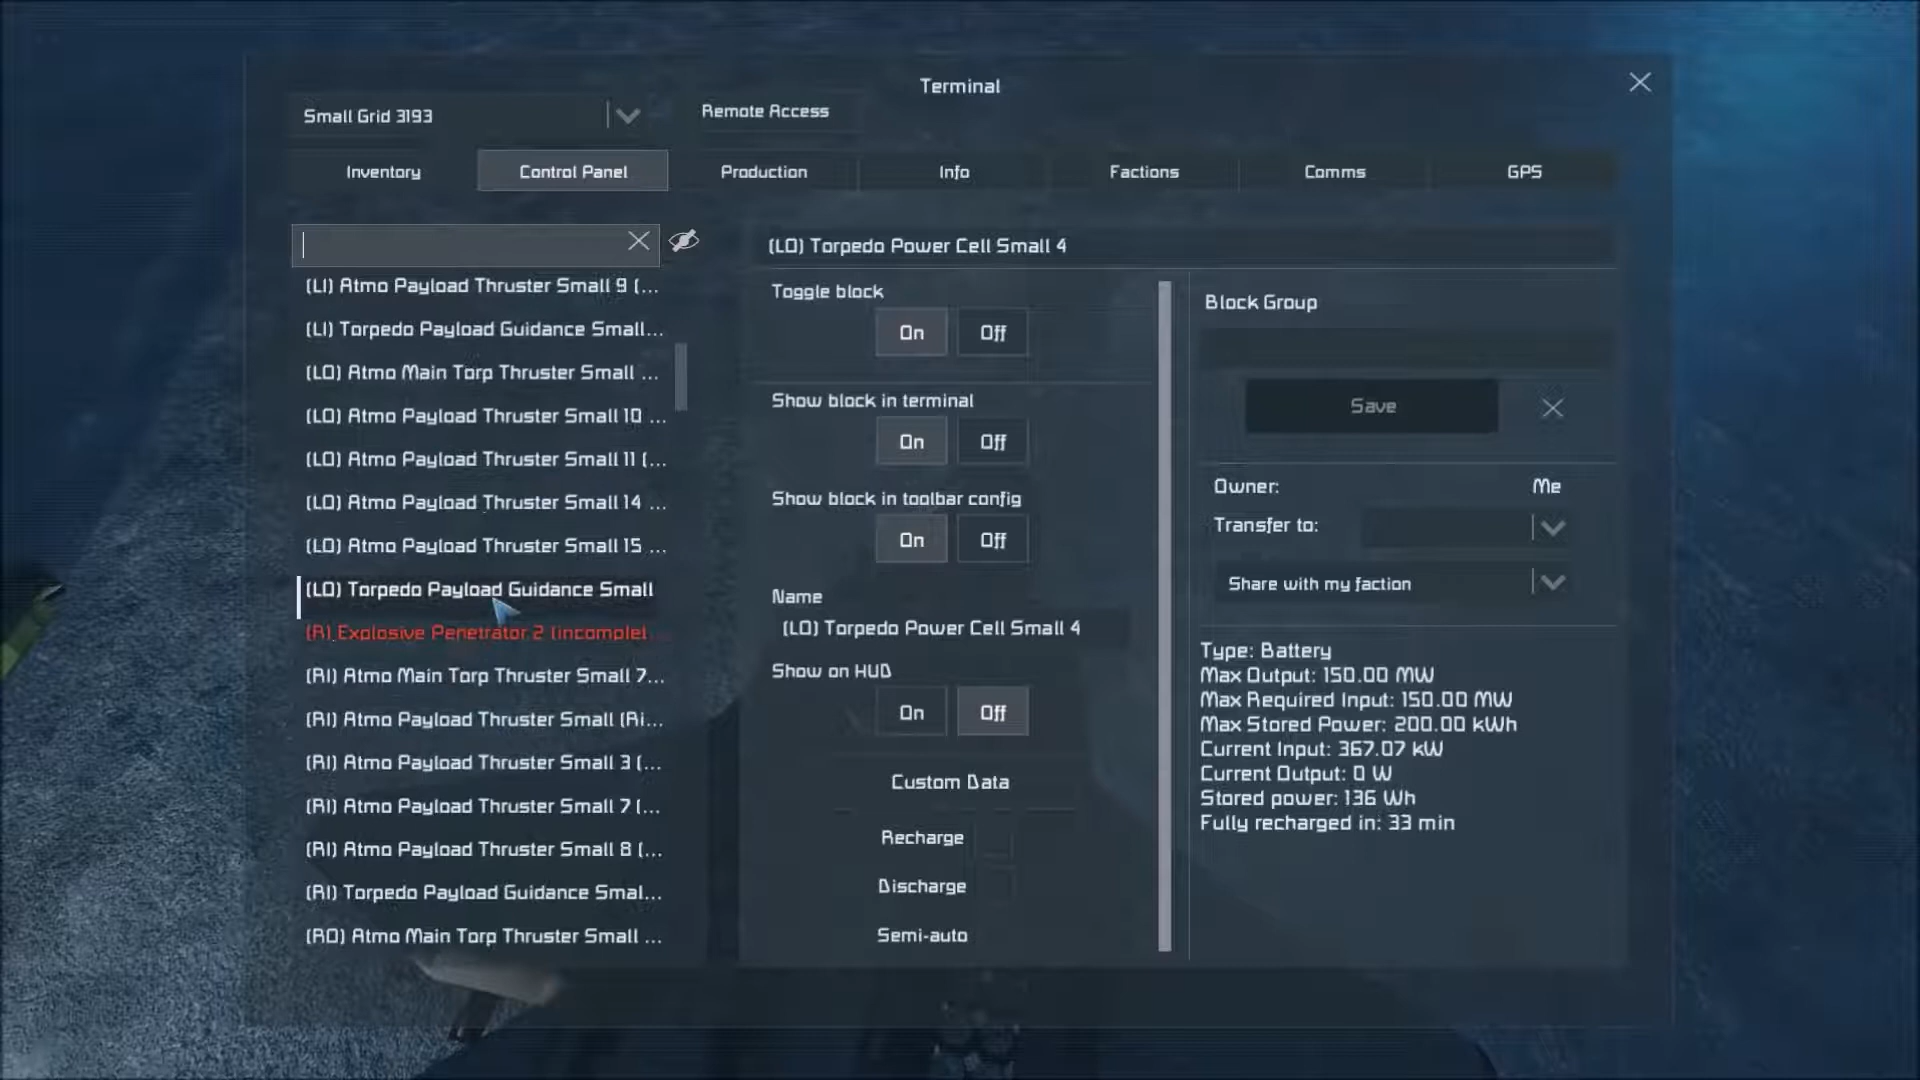 Terminal
Small Grid 3193
Remote Access
Inventory
Control Panel
Production
Info
Factions
Comms
GPS
(LI) Atmo Payload Thruster Small 9 (...
(LI) Torpedo Payload Guidance Small...
(LO) Atmo Main Torp Thruster Small ...
(LO) Atmo Payload Thruster Small 10 ...
(LO) Atmo Payload Thruster Small 11 (...
(LO) Atmo Payload Thruster Small 14 ...
(LO) Atmo Payload Thruster Small 15 ...
(LO) Torpedo Payload Guidance Small
(R) Explosive Penetrator 2 (incomplet...
(RI) Atmo Main Torp Thruster Small 7...
(RI) Atmo Payload Thruster Small (Ri...
(RI) Atmo Payload Thruster Small 3 (...
(RI) Atmo Payload Thruster Small 7 (...
(RI) Atmo Payload Thruster Small 8 (...
(RI) Torpedo Payload Guidance Smal...
(RO) Atmo Main Torp Thruster Small ...
(LO) Torpedo Power Cell Small 4
Toggle block
On Off
Show block in terminal
On Off
Show block in toolbar config
On Off
Name
(LO) Torpedo Power Cell Small 4
Show on HUD
On Off
Custom Data
Recharge
Discharge
Semi-auto
Block Group
Save
Owner: Me
Transfer to:
Share with my faction
Type: Battery
Max Output: 150.00 MW
Max Required Input: 150.00 MW
Max Stored Power: 200.00 kWh
Current Input: 367.07 kW
Current Output: 0 W
Stored power: 136 Wh
Fully recharged in: 33 min